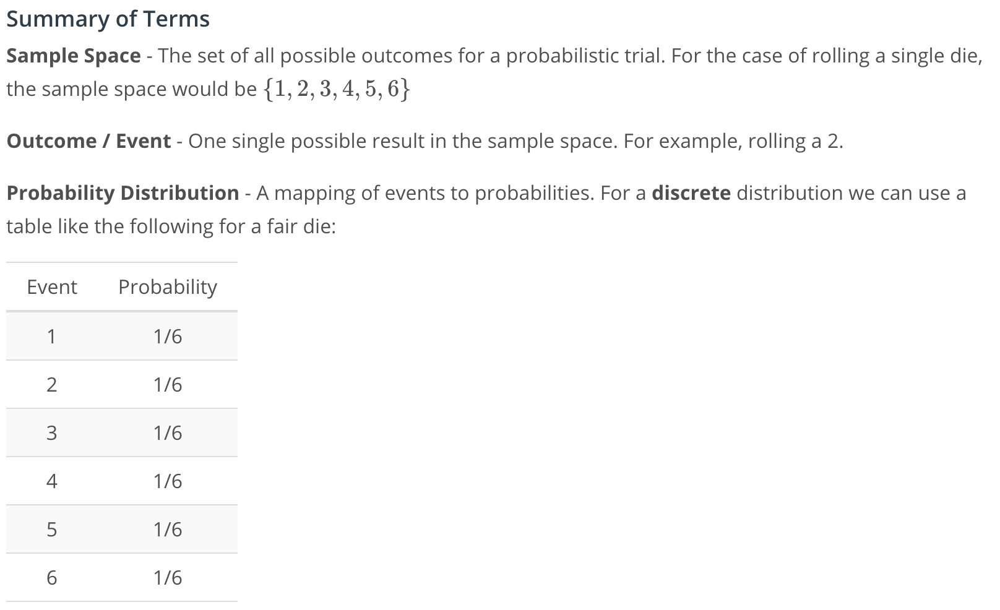 Summary of Terms
Sample Space - The set of all possible outcomes for a probabilistic trial. For the case of rolling a single die,
the sample space would be {1, 2, 3, 4, 5, 6}
Outcome / Event - One single possible result in the sample space. For example, rolling a 2.
Probability Distribution - A mapping of events to probabilities. For a discrete distribution we can use a
table like the following for a fair die:
Event Probability
1 1/6
2 1/6
3 1/6
4 1/6
5 1/6
6 1/6